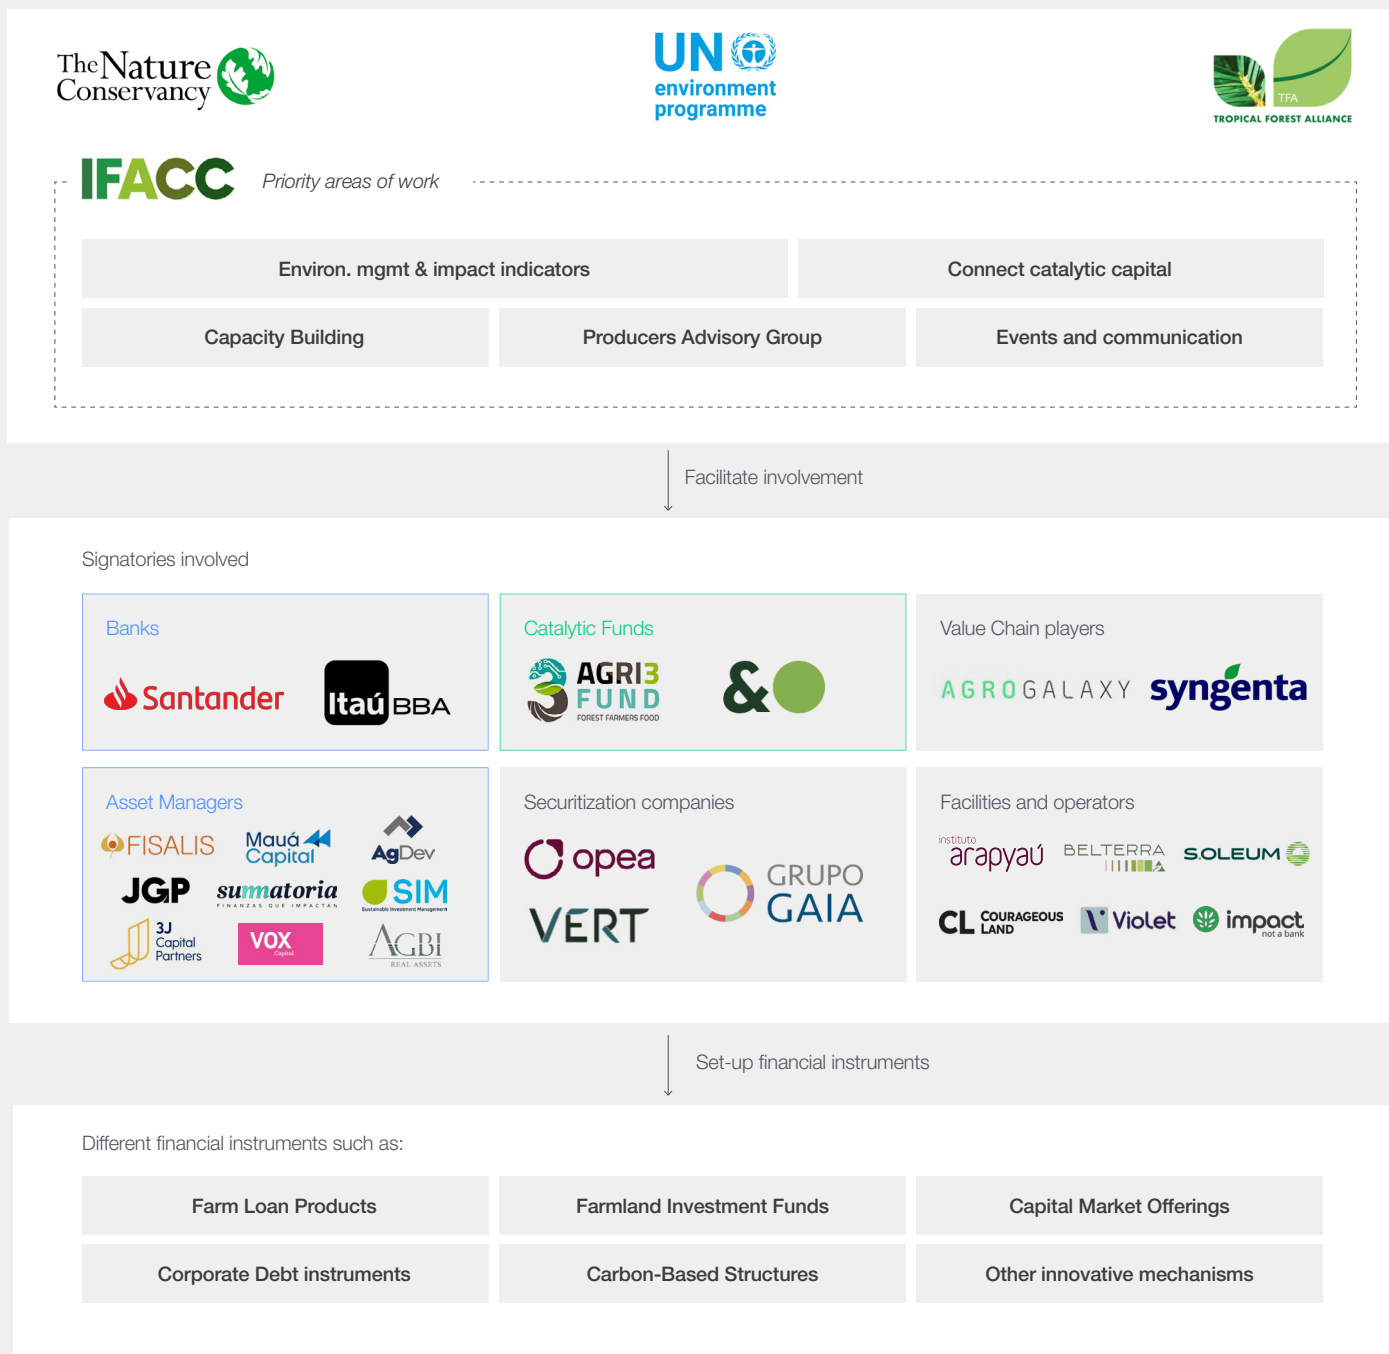 The Nature
Conservancy
UN
environment
programme
TFA
TROPICAL FOREST ALLIANCE
IFACC
Priority areas of work
Environ. mgmt & impact indicators
Connect catalytic capital
Capacity Building
Producers Advisory Group
Events and communication
Facilitate involvement
Signatories involved
Banks
Santander
Itaú BBA
Catalytic Funds
AGRI3
FUND
FOREST FARMERS FOOD
&
Value Chain players
AGROGALAXY
syngenta
Asset Managers
FISALIS
Mauá
Capital
AgDev
JGP
summatoria
FINANZAS QUE IMPACTAN
SIM
Sustainable Investment Management
3J
Capital
Partners
VOX
Capital
AGBI
REAL ASSETS
Securitization companies
opea
VERT
GRUPO
GAIA
Facilities and operators
instituto
arapyaú
BELTERRA
SOLEUM
CL COURAGEOUS
LAND
Violet
impact
not a bank
Set-up financial instruments
Different financial instruments such as:
Farm Loan Products
Farmland Investment Funds
Capital Market Offerings
Corporate Debt instruments
Carbon-Based Structures
Other innovative mechanisms